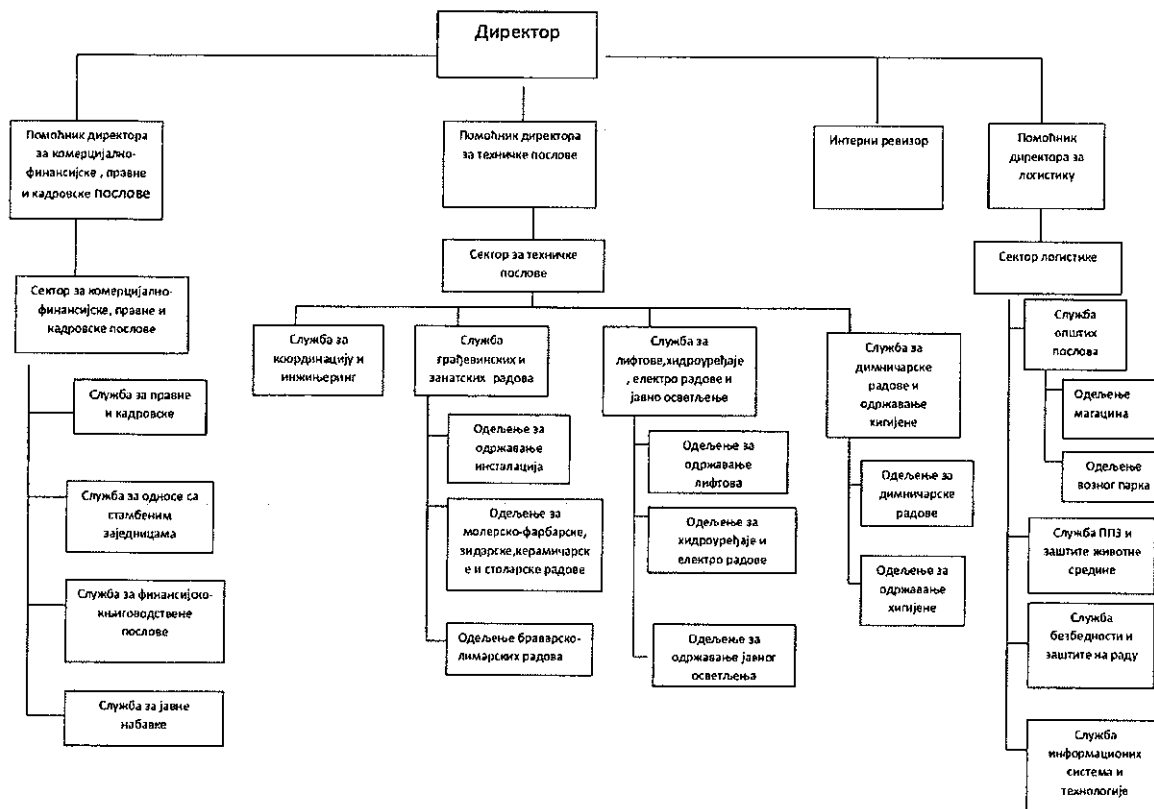 Директор
Помоћник директора
за комерцијално-
финансијске , правне
и кадровске послове
Помоћник директора
за техничке послове
Интерни ревизор
Помоћник
директора за
логистику
Сектор за комерцијално-
финансијске, правне и
кадровске послове
Служба за правне
и кадровске
Служба за односе са
стамбеним
заједницама
Служба за финансијско-
књиговодствене
послове
Служба за јавне
набавке
Сектор за техничке
послове
Служба за
координацију и
инжињеринг
Служба
грађевинских и
занатских радова
Одељење за
одржавање
инсталација
Одељење за
молерско-фарбарске,
зидарске,керамичарск
е и столарске радове
Одељење браварско-
лимарских радова
Служба за
лифтове,хидроуређаје
, електро радове и
јавно осветљење
Одељење за
одржавање
лифтова
Одељење за
хидроуређаје и
електро радове
Одељење за
одржавање јавног
осветљења
Служба за
димничарске
радове и
одржавање
хигијене
Одељење за
димничарске
радове
Одељење за
одржавање
хигијене
Сектор логистике
Служба
општих
послова
Одељење
магацина
Одељење
возног парка
Служба ППЗ и
заштите животне
средине
Служба
безбедности и
заштите на раду
Служба
информационих
система и
технологије